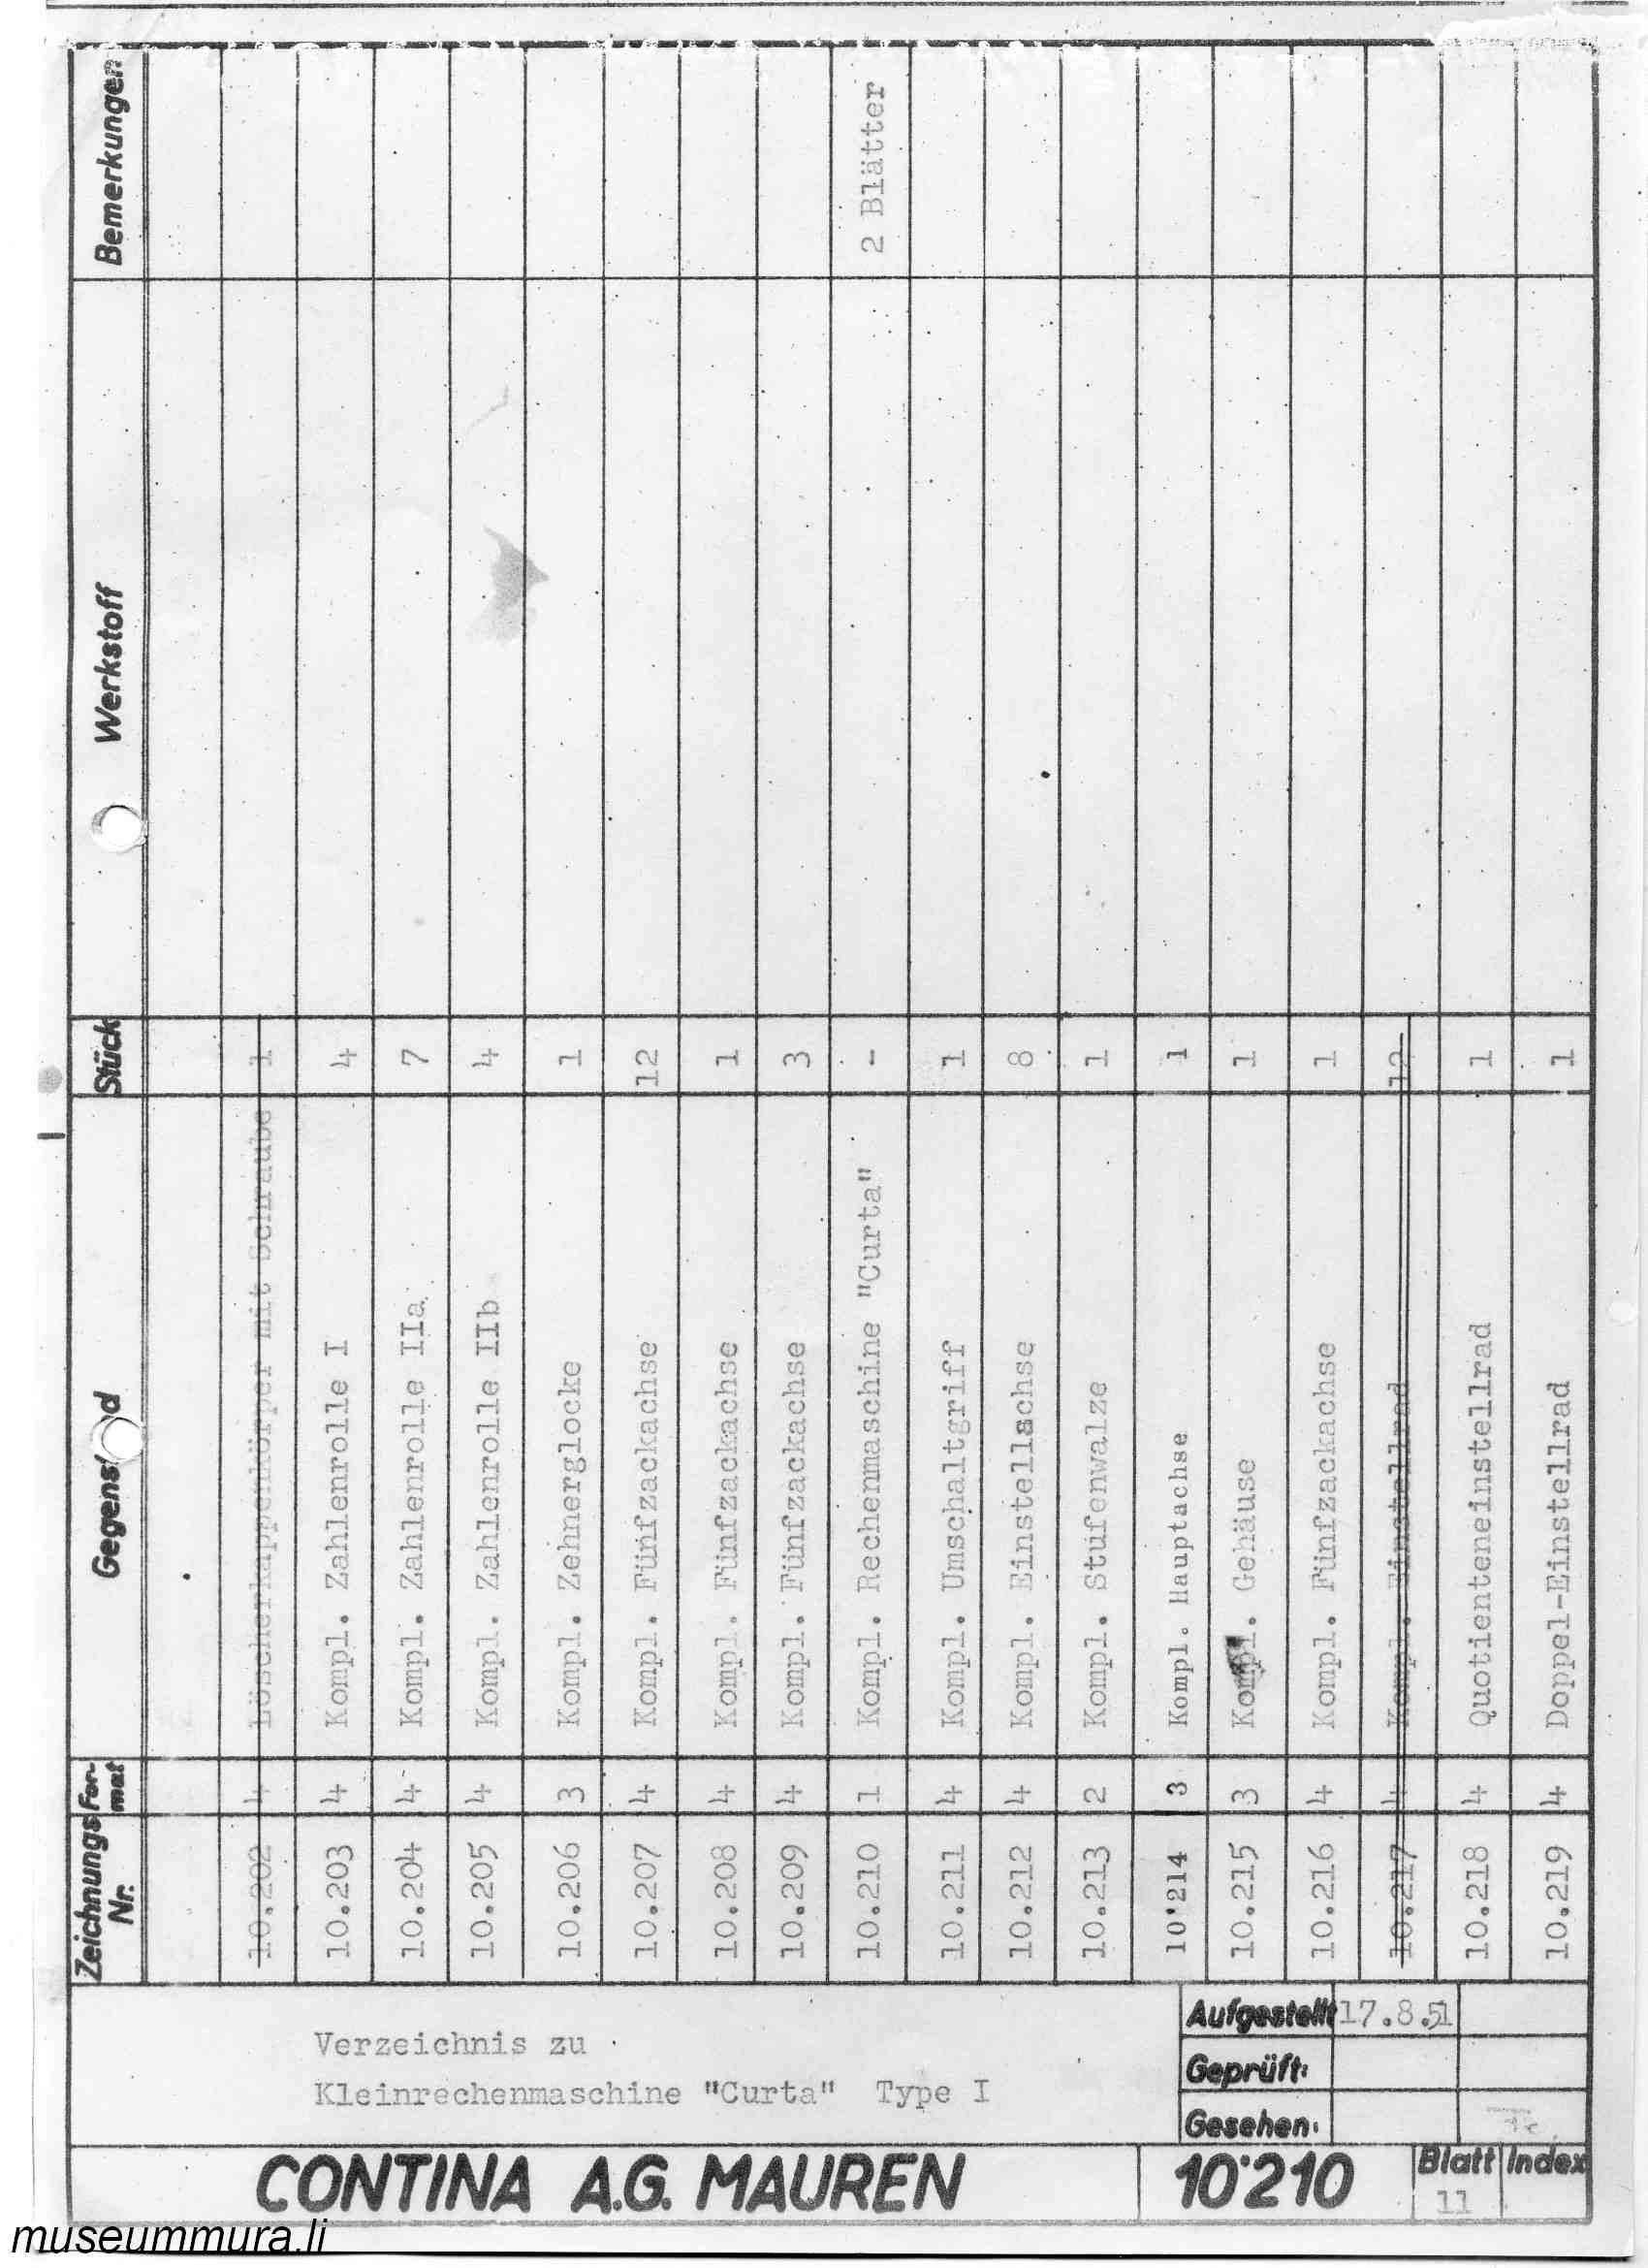 Zeichnungs Nr. Format Gegenst d Stück Werkstoff Bemerkungen
10.202 4 Löscherkappenkörper mit Schraube 1
10.203 4 Kompl. Zahlenrolle I 4
10.204 4 Kompl. Zahlenrolle IIa 7
10.205 4 Kompl. Zahlenrolle IIb 4
10.206 3 Kompl. Zehnerglocke 1
10.207 4 Kompl. Fünfzackachse 12
10.208 4 Kompl. Fünfzackachse 1
10.209 4 Kompl. Fünfzackachse 3
10.210 1 Kompl. Rechenmaschine "Curta" - 2 Blätter
10.211 4 Kompl. Umschaltgriff 1
10.212 4 Kompl. Einstellachse 8
10.213 2 Kompl. Stufenwalze 1
10'214 3 Kompl. Hauptachse 1
10.215 3 Kompl. Gehäuse 1
10.216 4 Kompl. Fünfzackachse 1
10.217 4 Kompl. Einstellrad 12
10.218 4 Quotienteneinstellrad 1
10.219 4 Doppel-Einstellrad 1
Verzeichnis zu
Kleinrechenmaschine "Curta" Type I
Aufgestellt 17.8.51
Geprüft:
Gesehen:
CONTINA A.G. MAUREN
10'210
Blatt Index
11
museummura.li